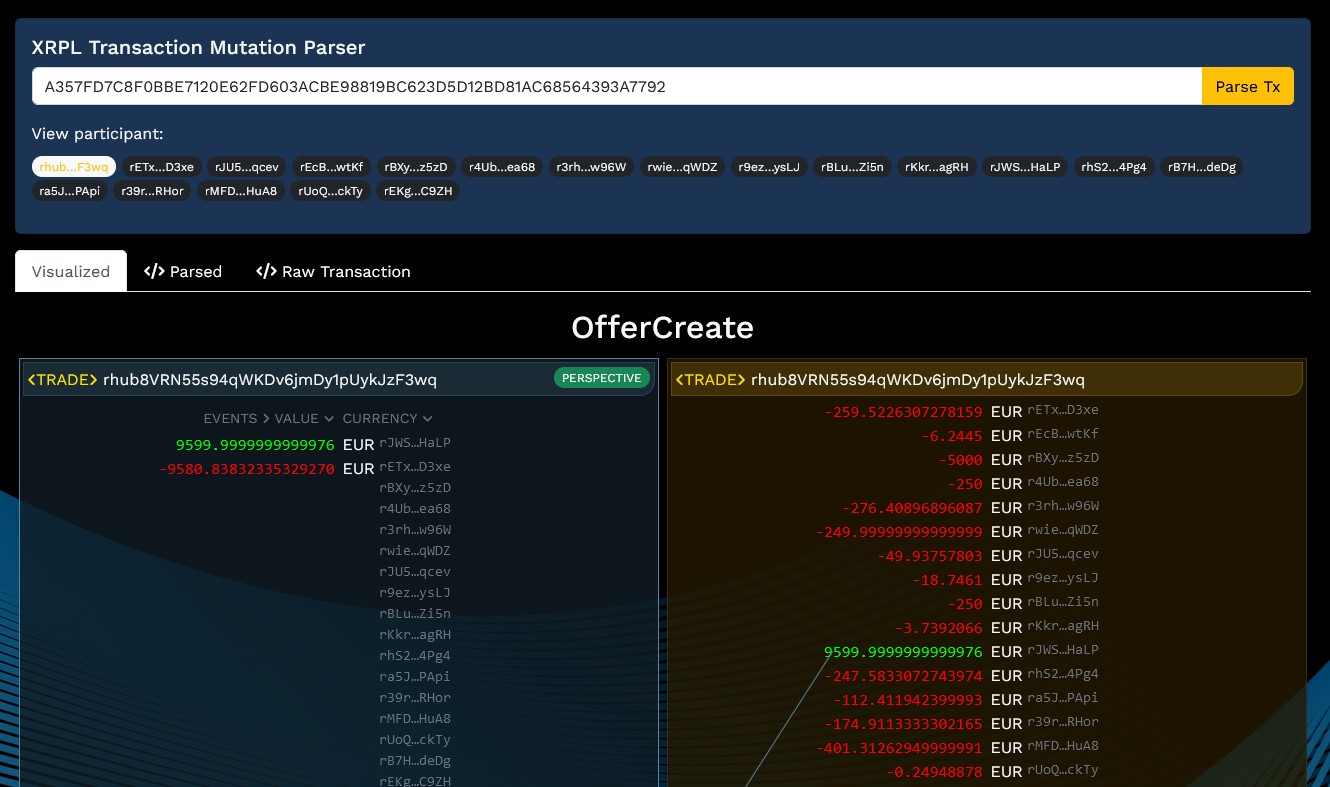 XRPL Transaction Mutation Parser
A357FD7C8F0BBE7120E62FD603ACBE98819BC623D5D12BD81AC68564393A7792
Parse Tx
View participant:
rhub...F3wq rETx...D3xe rJU5...qcev rEcB...wtKf rBXy...z5zD r4Ub...ea68 r3rh...w96W rwie...qWDZ r9ez...ysLJ rBLu...Zi5n rKkr...agRH rJWS...HaLP rhS2...4Pg4 rB7H...deDg
ra5J...PApi r39r...RHor rMFD...HuA8 rUoQ...ckTy rEKg...C9ZH
Visualized </> Parsed </> Raw Transaction
OfferCreate
<TRADE> rhub8VRN55s94qWKDv6jmDy1pUykJzF3wq PERSPECTIVE
EVENTS > VALUE CURRENCY
9599.9999999999976 EUR rJWS…HaLP
-9580.83832335329270 EUR rETx…D3xe
rBXy…z5zD
r4Ub…ea68
r3rh…w96W
rwie…qWDZ
rJU5…qcev
r9ez…ysLJ
rBLu…Zi5n
rKkr…agRH
rhS2…4Pg4
ra5J…PApi
r39r…RHor
rMFD…HuA8
rUoQ…ckTy
rB7H…deDg
rEKg…C9ZH
<TRADE> rhub8VRN55s94qWKDv6jmDy1pUykJzF3wq
-259.5226307278159 EUR rETx…D3xe
-6.2445 EUR rEcB…wtKf
-5000 EUR rBXy…z5zD
-250 EUR r4Ub…ea68
-276.40896896087 EUR r3rh…w96W
-249.99999999999999 EUR rwie…qWDZ
-49.93757803 EUR rJU5…qcev
-18.7461 EUR r9ez…ysLJ
-250 EUR rBLu…Zi5n
-3.7392066 EUR rKkr…agRH
9599.9999999999976 EUR rJWS…HaLP
-247.5833072743974 EUR rhS2…4Pg4
-112.411942399993 EUR ra5J…PApi
-174.9113333302165 EUR r39r…RHor
-401.31262949999991 EUR rMFD…HuA8
-0.24948878 EUR rUoQ…ckTy